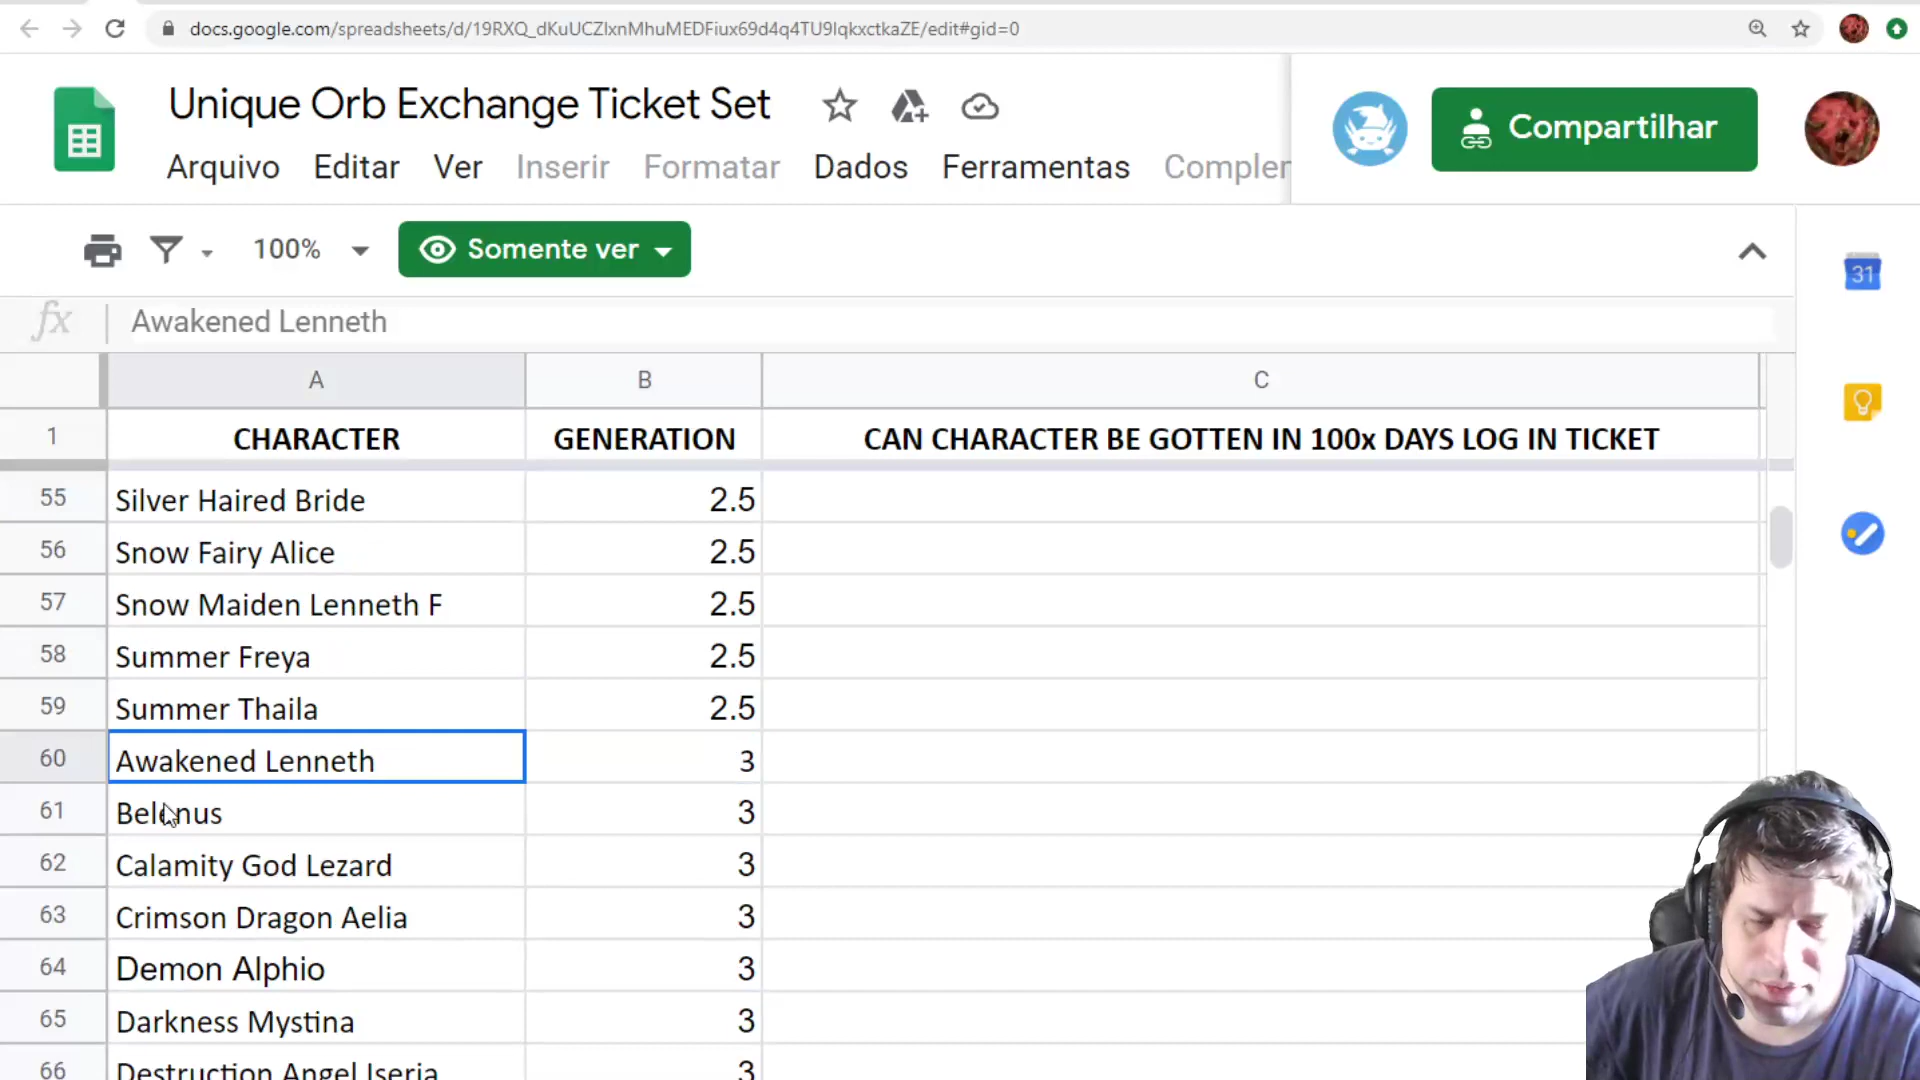 docs.google.com/spreadsheets/d/19RXQ_dKuUCZlxnMhuMEDFiux69d4q4TU9lqkxctkaZE/edit#gid=0
Unique Orb Exchange Ticket Set
Compartilhar
Arquivo Editar Ver Inserir Formatar Dados Ferramentas Compler
100% Somente ver
31
fx Awakened Lenneth
A B C
1 CHARACTER GENERATION CAN CHARACTER BE GOTTEN IN 100x DAYS LOG IN TICKET
55 Silver Haired Bride 2.5
56 Snow Fairy Alice 2.5
57 Snow Maiden Lenneth F 2.5
58 Summer Freya 2.5
59 Summer Thaila 2.5
60 Awakened Lenneth 3
61 Belenus 3
62 Calamity God Lezard 3
63 Crimson Dragon Aelia 3
64 Demon Alphio 3
65 Darkness Mystina 3
66 Destruction Angel Iseria 3